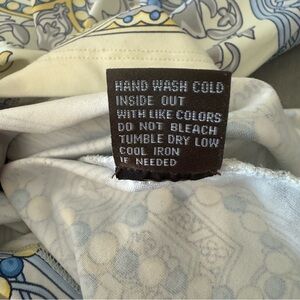 HAND WASH COLD
INSIDE OUT
WITH LIKE COLORS
DO NOT BLEACH
TUMBLE DRY LOW
COOL IRON
IF NEEDED